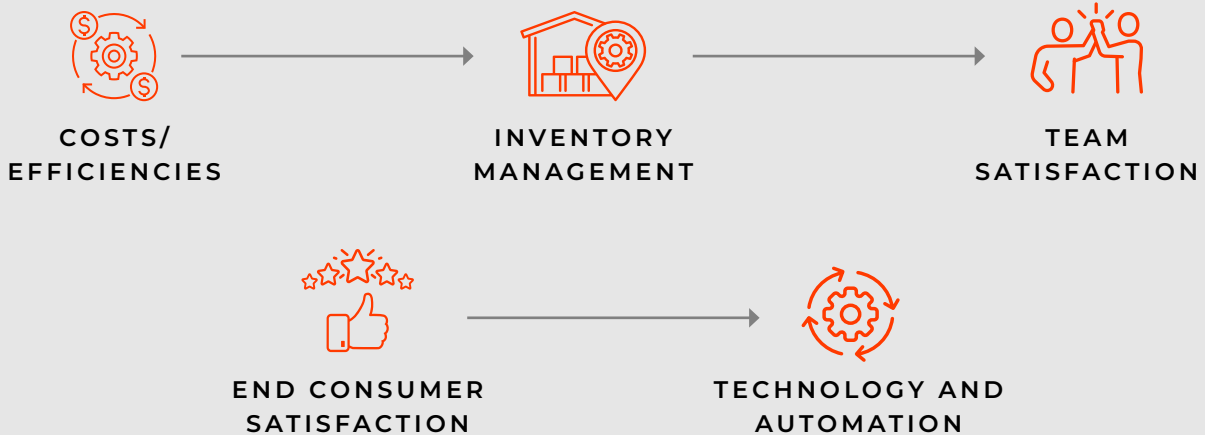 COSTS/
EFFICIENCIES
INVENTORY
MANAGEMENT
TEAM
SATISFACTION
END CONSUMER
SATISFACTION
TECHNOLOGY AND
AUTOMATION